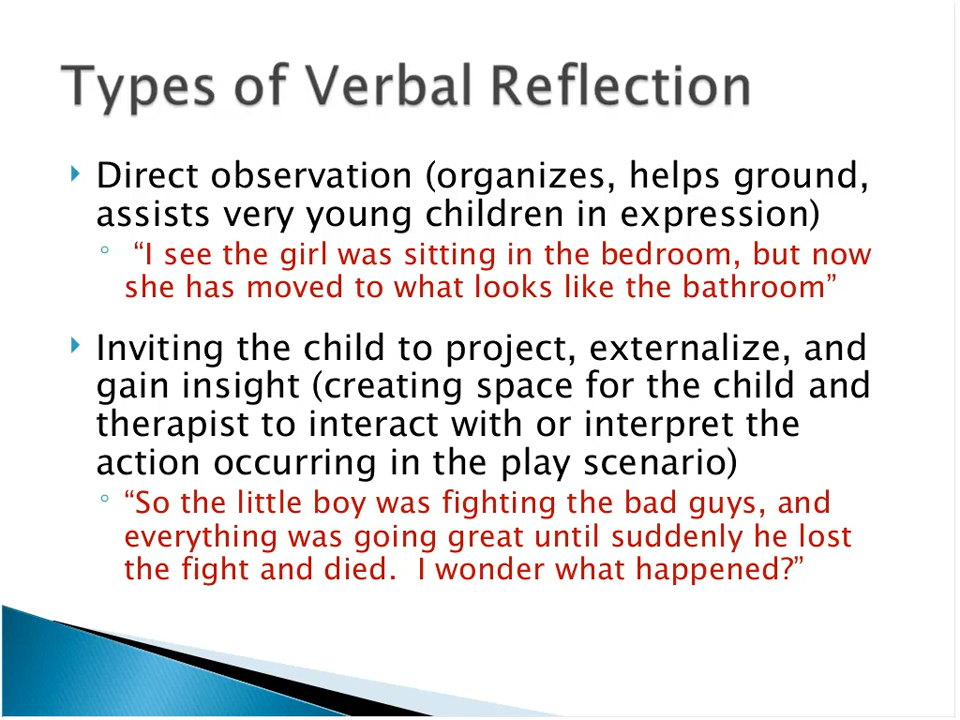 Types of Verbal Reflection
Direct observation (organizes, helps ground,
assists very young children in expression)
“I see the girl was sitting in the bedroom, but now
she has moved to what looks like the bathroom”
Inviting the child to project, externalize, and
gain insight (creating space for the child and
therapist to interact with or interpret the
action occurring in the play scenario)
“So the little boy was fighting the bad guys, and
everything was going great until suddenly he lost
the fight and died.  I wonder what happened?”